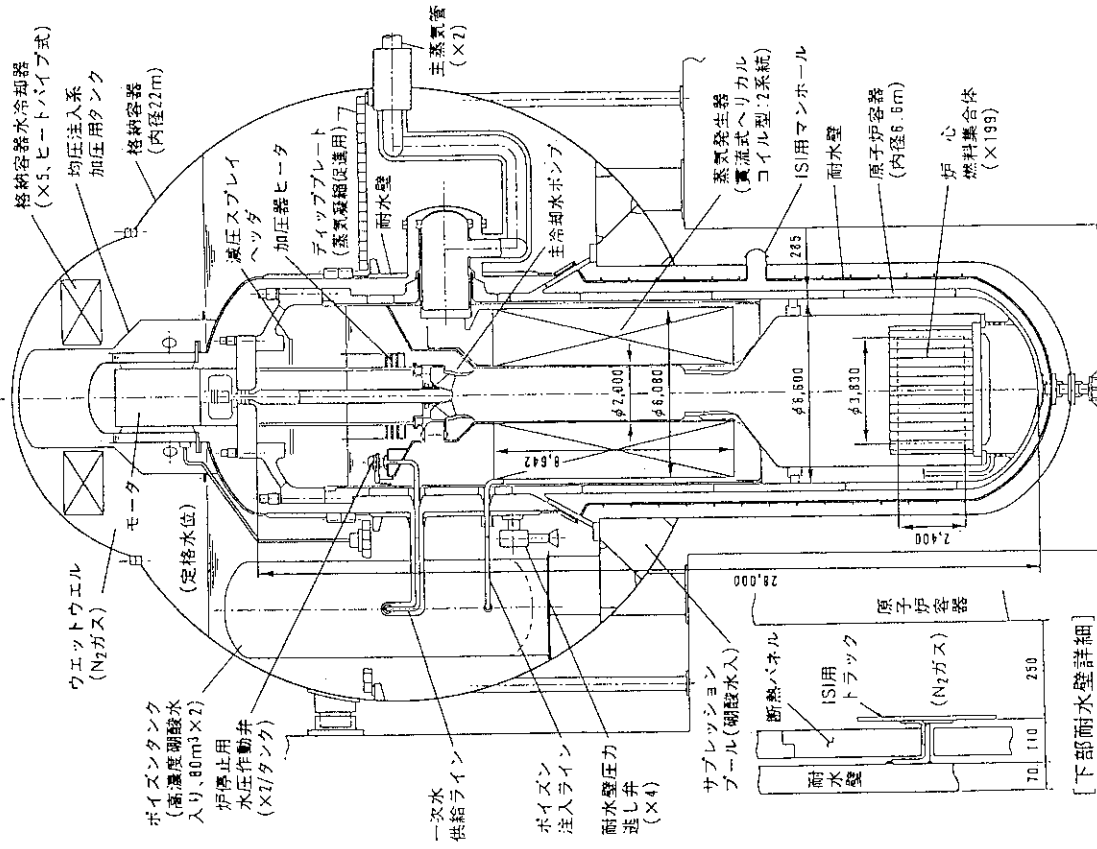 格納容器水冷却器
(×5、ヒートパイプ式)
均圧注入系
加圧用タンク
格納容器
(内径22m)
減圧スプレイ
ヘッダ
加圧器ヒータ
ディッププレート
(蒸気凝縮促進用)
耐水壁
主冷却水ポンプ
主蒸気管
(×2)
蒸気発生器
(貫流式ヘリカル
コイル型:2系統)
ISI用マンホール
耐水壁
原子炉容器
(内径6.6m)
炉 心
燃料集合体
(×199)
ウエットウエル
(N₂ガス)
モータ
(定格水位)
ポイズンタンク
(高濃度硼酸水
入り、80m³×2)
炉停止用
水圧作動弁
(×2/タンク)
一次水
供給ライン
ポイズン
注入ライン
耐水壁圧力
逃し弁
(×4)
サプレッション
プール(硼酸水入)
285
φ2,000
φ6,080
φ6,600
φ3,830
8,642
2,400
28,000
原子炉容器
断熱パネル
ISI用
トラック
(N₂ガス)
耐水壁
70
110
250
[下部耐水壁詳細]